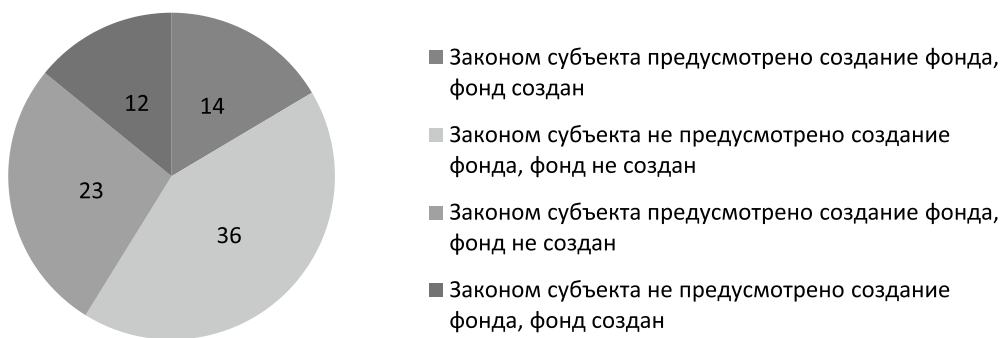 12
14
23
36
Законом субъекта предусмотрено создание фонда,
фонд создан
Законом субъекта не предусмотрено создание
фонда, фонд не создан
Законом субъекта предусмотрено создание фонда,
фонд не создан
Законом субъекта не предусмотрено создание
фонда, фонд создан